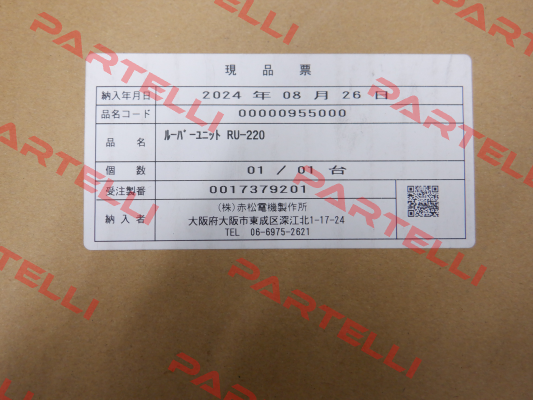 現品票
納入年月日 2024 年 08 月 26 日
品名コード 00000955000
品名 ルーバーユニット RU-220
個数 01 / 01 台
受注製番 0017379201
納入者 (株)赤松電機製作所
大阪府大阪市東成区深江北1-17-24
TEL 06-6975-2621
PARTELLI
PARTELLI
PARTELLI
PARTELLI
PARTELLI
PARTELLI